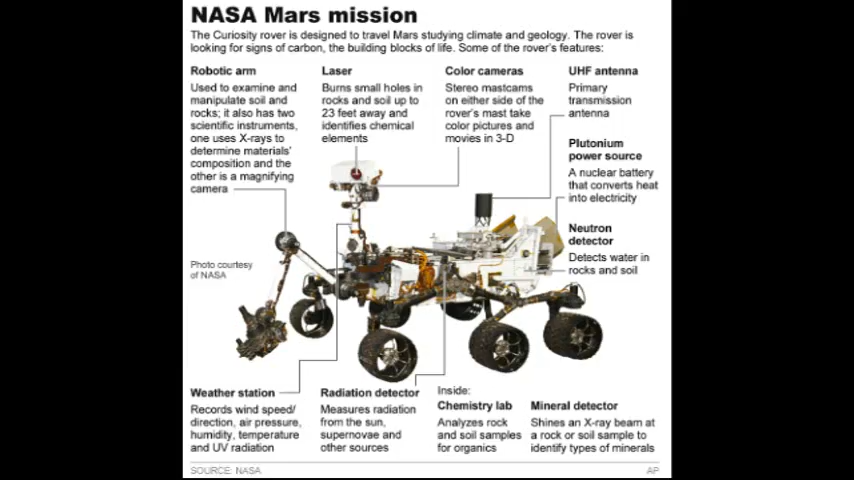 NASA Mars mission
The Curiosity rover is designed to travel Mars studying climate and geology. The rover is
looking for signs of carbon, the building blocks of life. Some of the rover's features:
Robotic arm
Used to examine and
manipulate soil and
rocks; it also has two
scientific instruments,
one uses X-rays to
determine materials'
composition and the
other is a magnifying
camera
Laser
Burns small holes in
rocks and soil up to
23 feet away and
identifies chemical
elements
Color cameras
Stereo mastcams
on either side of the
rover's mast take
color pictures and
movies in 3-D
UHF antenna
Primary
transmission
antenna
Plutonium
power source
A nuclear battery
that converts heat
into electricity
Neutron
detector
Detects water in
rocks and soil
Photo courtesy
of NASA
Weather station
Records wind speed/
direction, air pressure,
humidity, temperature
and UV radiation
Radiation detector
Measures radiation
from the sun,
supernovae and
other sources
Inside:
Chemistry lab
Analyzes rock
and soil samples
for organics
Mineral detector
Shines an X-ray beam at
a rock or soil sample to
identify types of minerals
SOURCE: NASA
AP